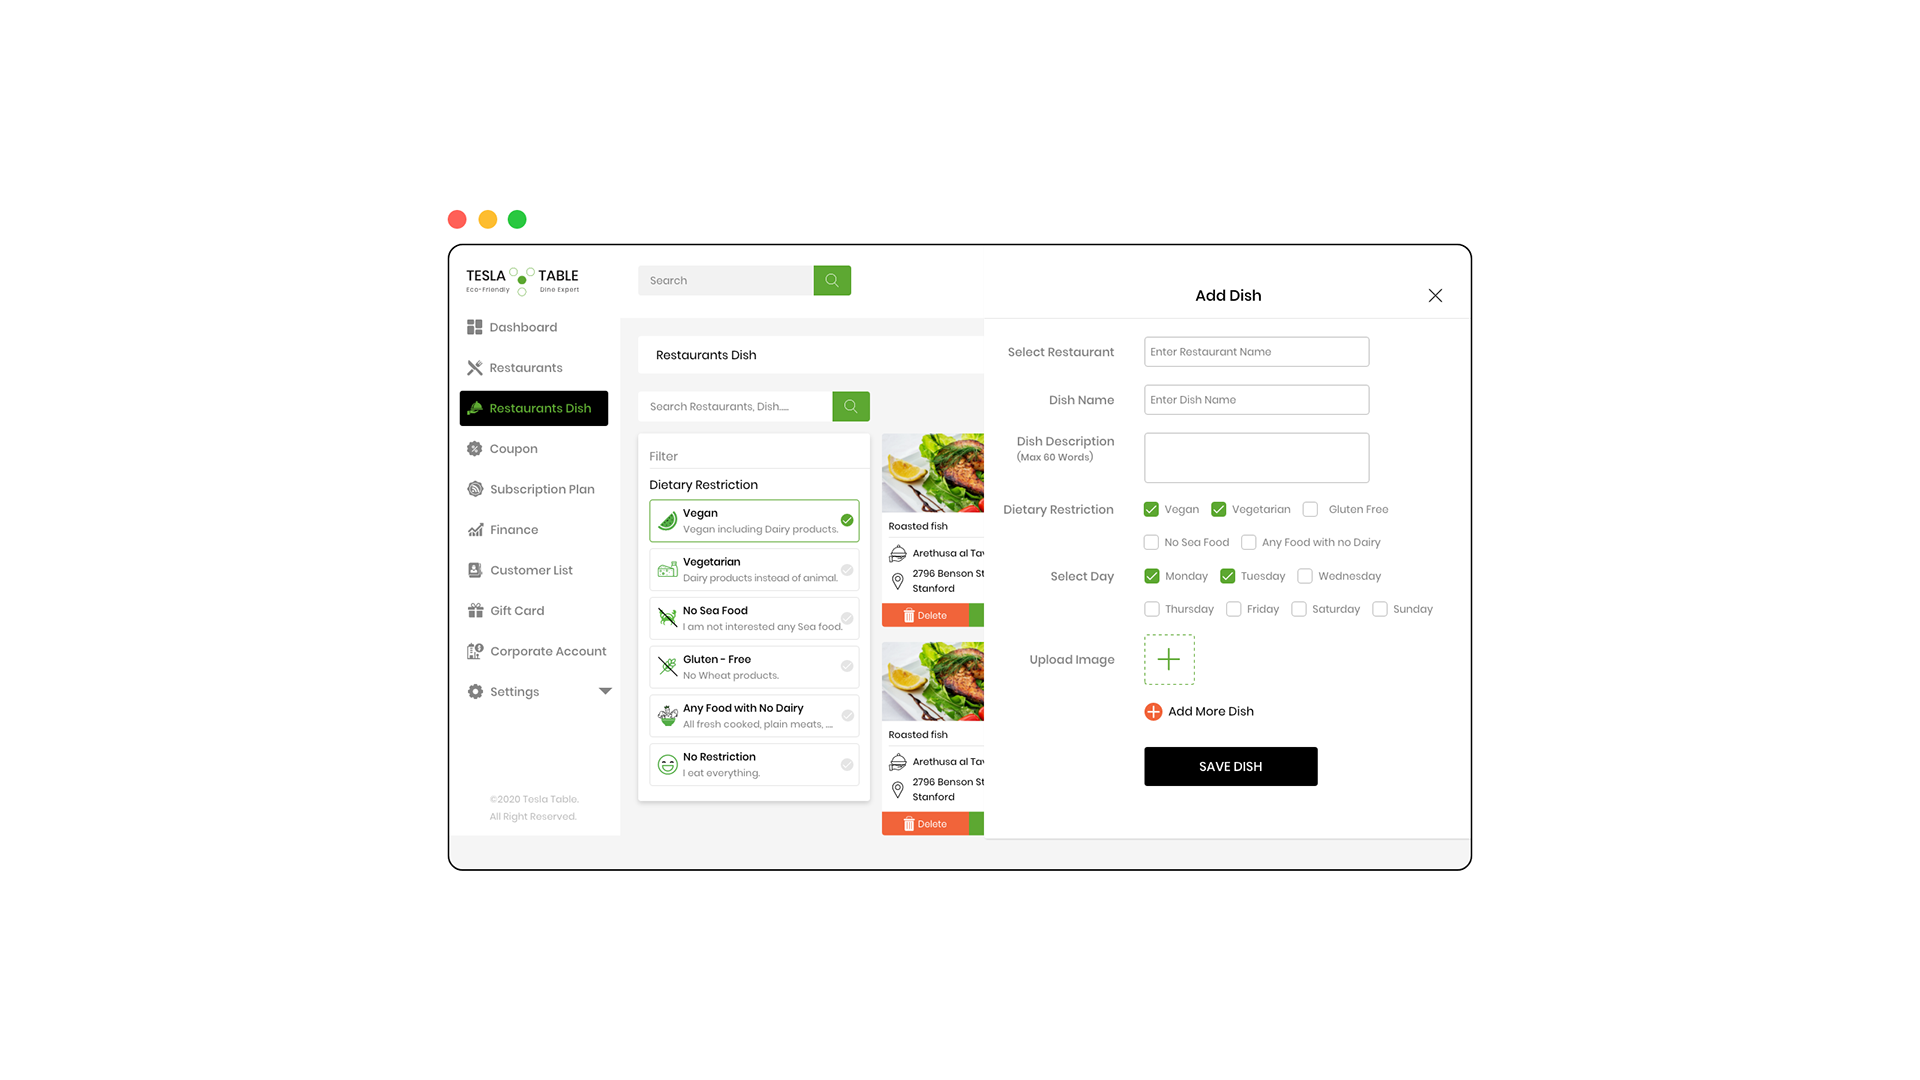 TESLA TABLE
Eco-Friendly Dine Expert
Dashboard
Restaurants
Restaurants Dish
Coupon
Subscription Plan
Finance
Customer List
Gift Card
Corporate Account
Settings
©2020 Tesla Table.
All Right Reserved.
Search
Restaurants Dish
Search Restaurants, Dish.....
Filter
Dietary Restriction
Vegan
Vegan including Dairy products.
Vegetarian
Dairy products instead of animal.
No Sea Food
I am not interested any Sea food.
Gluten - Free
No Wheat products.
Any Food with No Dairy
All fresh cooked, plain meats, ....
No Restriction
I eat everything.
Roasted fish
Arethusa al Tav
2796 Benson St
Stanford
Delete
Roasted fish
Arethusa al Tav
2796 Benson St
Stanford
Delete
Add Dish
Select Restaurant
Enter Restaurant Name
Dish Name
Enter Dish Name
Dish Description
(Max 60 Words)
Dietary Restriction
Vegan Vegetarian Gluten Free
No Sea Food Any Food with no Dairy
Select Day
Monday Tuesday Wednesday
Thursday Friday Saturday Sunday
Upload Image
Add More Dish
SAVE DISH